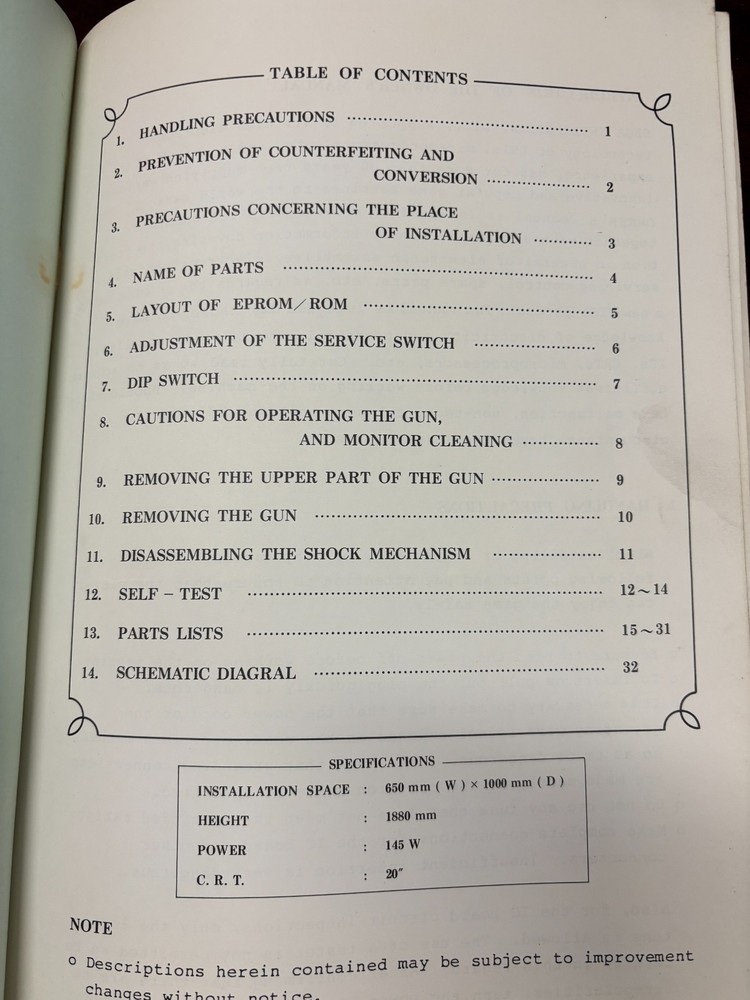 TABLE OF CONTENTS
1. HANDLING PRECAUTIONS ........................ 1
2. PREVENTION OF COUNTERFEITING AND
CONVERSION ........................ 2
3. PRECAUTIONS CONCERNING THE PLACE
OF INSTALLATION ............ 3
4. NAME OF PARTS ........................ 4
5. LAYOUT OF EPROM/ROM ........................ 5
6. ADJUSTMENT OF THE SERVICE SWITCH ........................ 6
7. DIP SWITCH ........................ 7
8. CAUTIONS FOR OPERATING THE GUN,
AND MONITOR CLEANING ............... 8
9. REMOVING THE UPPER PART OF THE GUN ..................... 9
10. REMOVING THE GUN ........................ 10
11. DISASSEMBLING THE SHOCK MECHANISM ..................... 11
12. SELF - TEST ........................ 12~14
13. PARTS LISTS ........................ 15~31
14. SCHEMATIC DIAGRAL ........................ 32
SPECIFICATIONS
INSTALLATION SPACE : 650 mm ( W ) × 1000 mm ( D )
HEIGHT : 1880 mm
POWER : 145 W
C. R. T. : 20″
NOTE
o Descriptions herein contained may be subject to improvement
changes without notice.